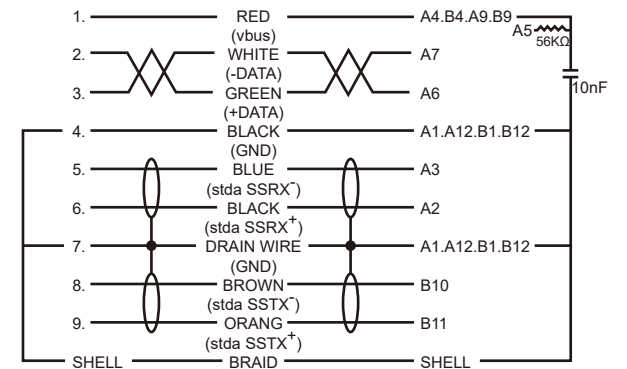 1. RED A4.B4.A9.B9
(vbus) A5 56KΩ
2. WHITE A7
(-DATA) 10nF
3. GREEN A6
(+DATA)
4. BLACK A1.A12.B1.B12
(GND)
5. BLUE A3
(stda SSRX-)
6. BLACK A2
(stda SSRX+)
7. DRAIN WIRE A1.A12.B1.B12
(GND)
8. BROWN B10
(stda SSTX-)
9. ORANG B11
(stda SSTX+)
SHELL BRAID SHELL